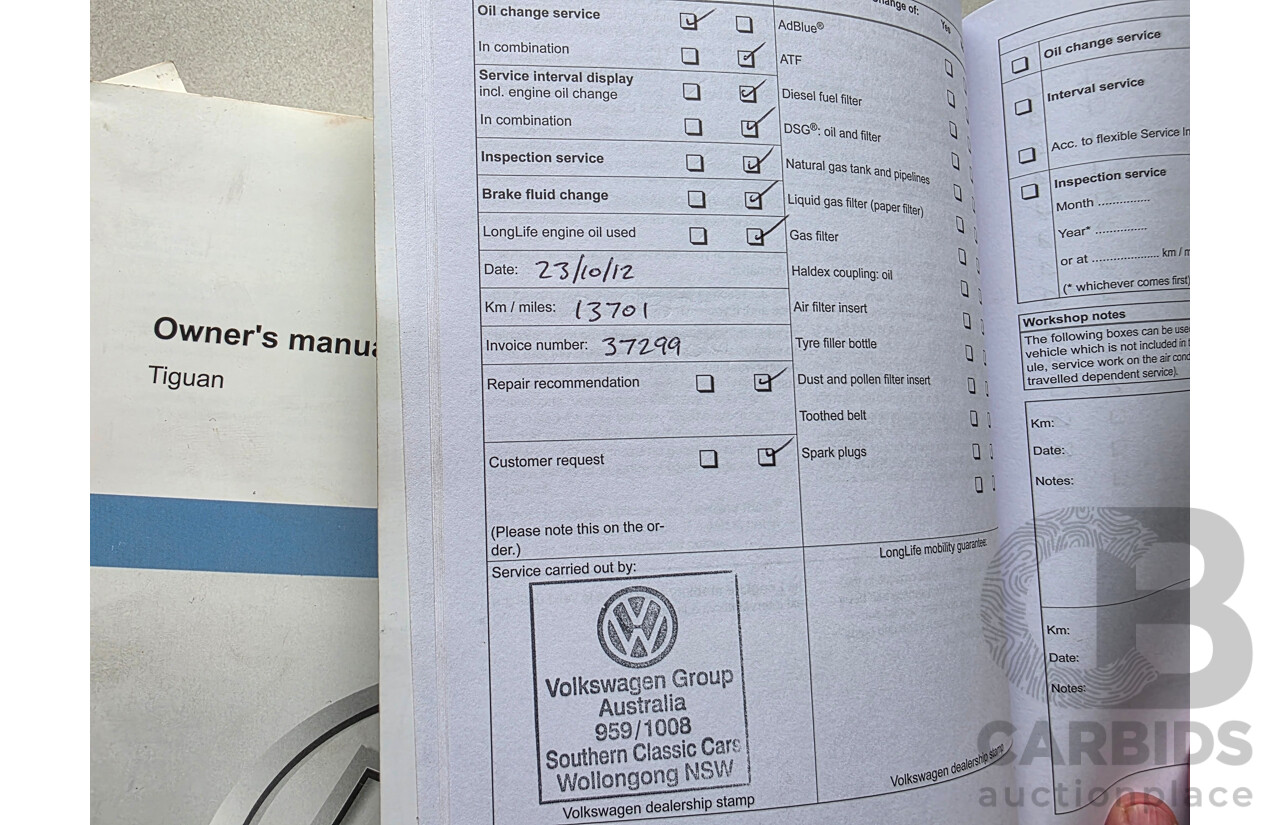 Owner's manua
Tiguan
Oil change service
In combination
Service interval display
incl. engine oil change
In combination
Inspection service
Brake fluid change
LongLife engine oil used
Date: 23/10/12
Km / miles: 13701
Invoice number: 37299
Repair recommendation
Customer request
(Please note this on the or-
der.)
Service carried out by:
Volkswagen Group
Australia
959/1008
Southern Classic Cars
Wollongong NSW
Volkswagen dealership stamp
ange of:
Yes
AdBlue®
ATF
Diesel fuel filter
DSG®: oil and filter
Natural gas tank and pipelines
Liquid gas filter (paper filter)
Gas filter
Haldex coupling: oil
Air filter insert
Tyre filler bottle
Dust and pollen filter insert
Toothed belt
Spark plugs
LongLife mobility guarantee
Volkswagen dealership stamp
Oil change service
Interval service
Acc. to flexible Service In
Inspection service
Month ...............
Year* ...............
or at ................... km / m
(* whichever comes first)
Workshop notes
The following boxes can be use
vehicle which is not included in t
ule, service work on the air cond
travelled dependent service).
Km:
Date:
Notes:
Km:
Date:
Notes:
CB
CARBIDS
auctionplace